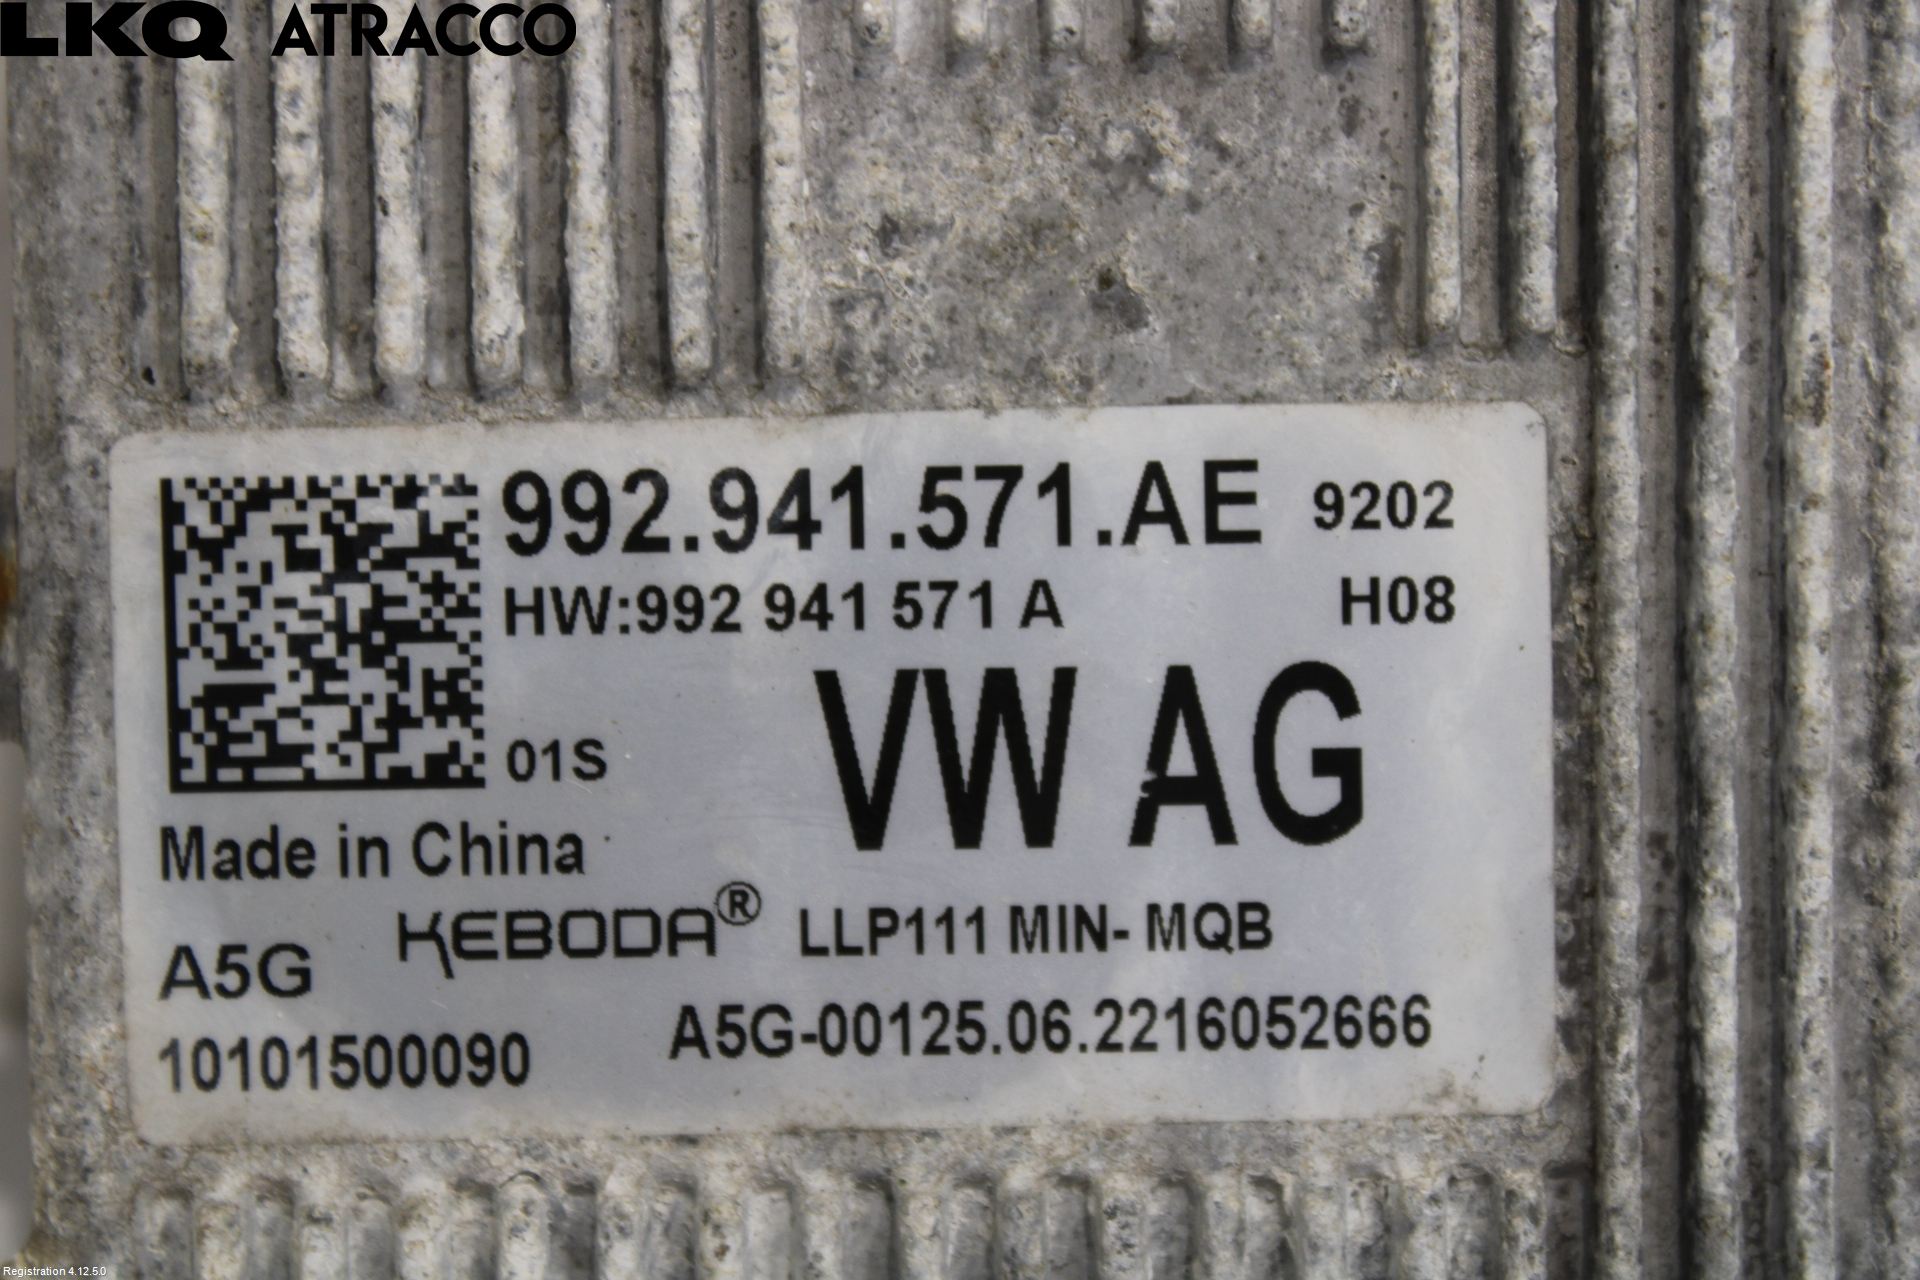 LKQ ATRACCO
992.941.571.AE 9202
HW:992 941 571 A H08
VW AG
01S
Made in China
KEBODA® LLP111 MIN- MQB
A5G
A5G-00125.06.2216052666
10101500090
Registration 4.12.5.0